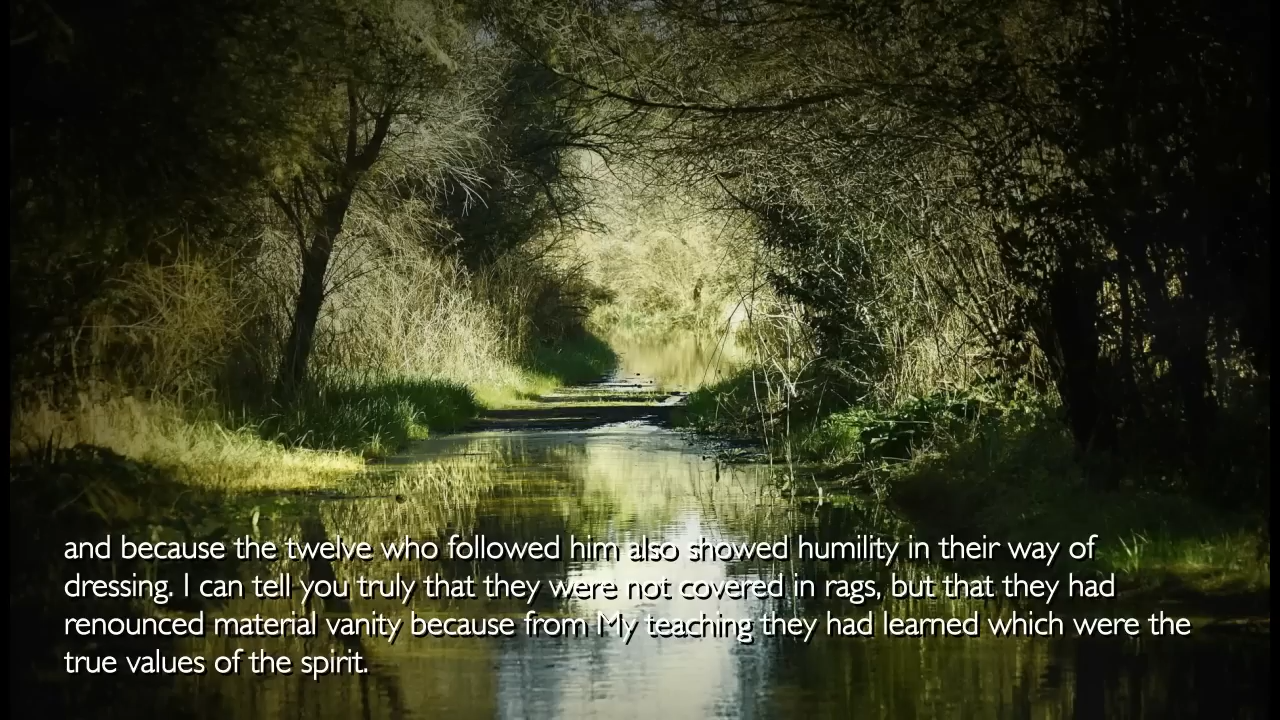 and because the twelve who followed him also showed humility in their way of
dressing. I can tell you truly that they were not covered in rags, but that they had
renounced material vanity because from My teaching they had learned which were the
true values of the spirit.